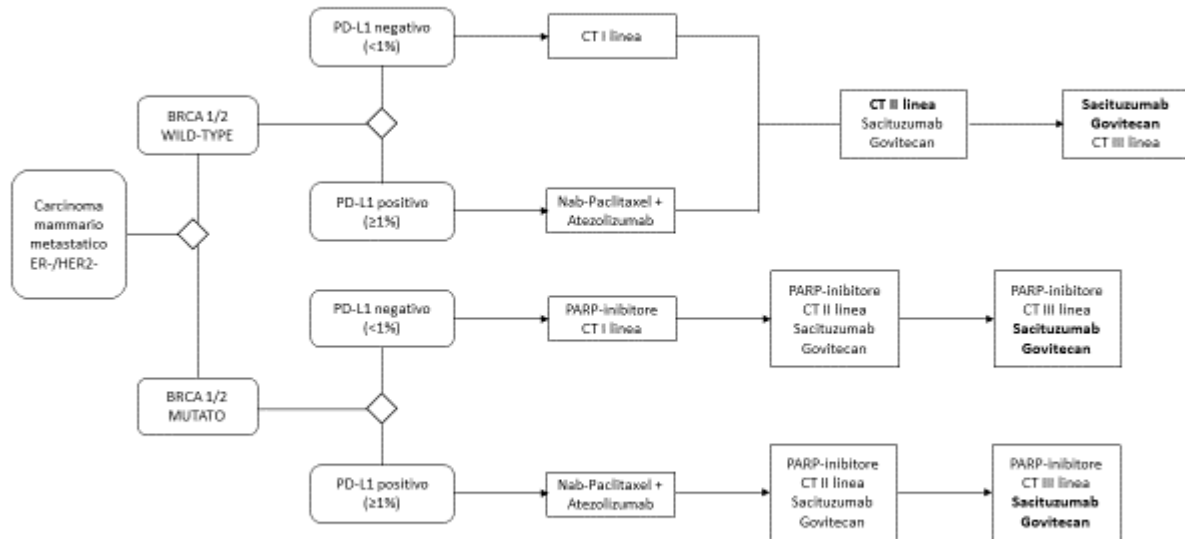 Carcinoma
mammario
metastatico
ER-/HER2-
BRCA 1/2
WILD-TYPE
PD-L1 negativo
(<1%)
CT I linea
PD-L1 positivo
(≥1%)
Nab-Paclitaxel +
Atezolizumab
CT II linea
Sacituzumab
Govitecan
Sacituzumab
Govitecan
CT III linea
BRCA 1/2
MUTATO
PD-L1 negativo
(<1%)
PARP-inibitore
CT I linea
PARP-inibitore
CT II linea
Sacituzumab
Govitecan
PARP-inibitore
CT III linea
Sacituzumab
Govitecan
PD-L1 positivo
(≥1%)
Nab-Paclitaxel +
Atezolizumab
PARP-inibitore
CT II linea
Sacituzumab
Govitecan
PARP-inibitore
CT III linea
Sacituzumab
Govitecan